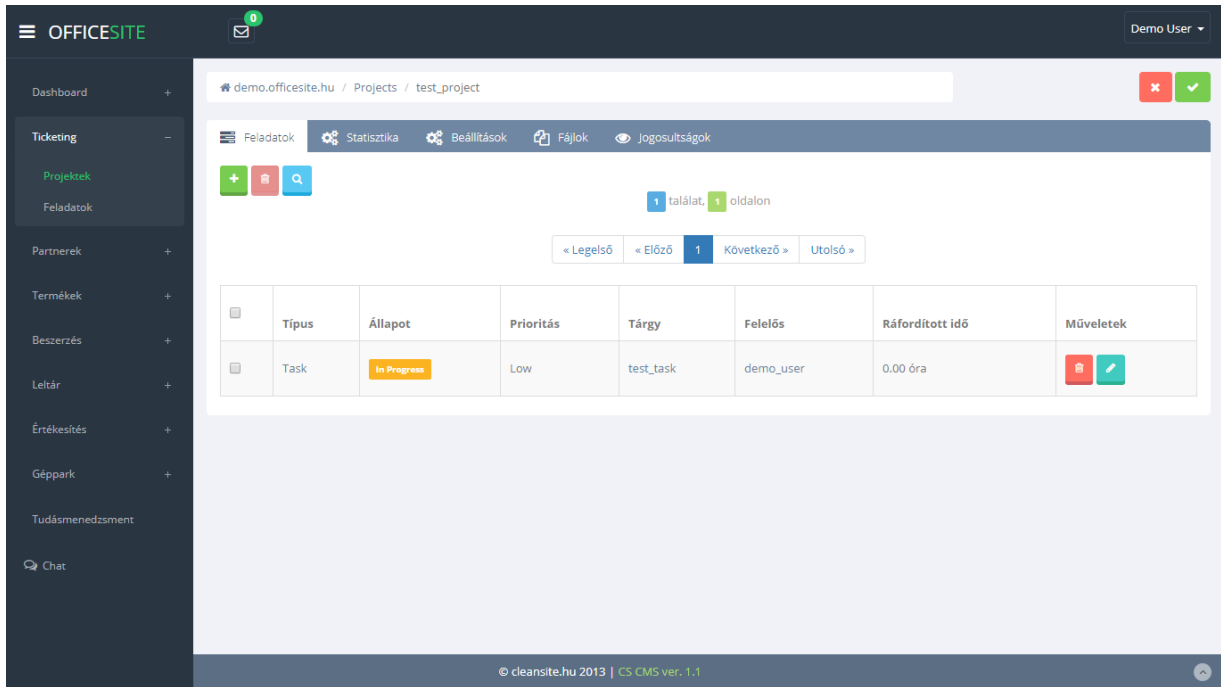 OFFICESITE
0
Demo User
Dashboard +
Ticketing −
Projektek
Feladatok
Partnerek +
Termékek +
Beszerzés +
Leltár +
Értékesítés +
Géppark +
Tudásmenedzsment
Chat
demo.officesite.hu / Projects / test_project
Feladatok Statisztika Beállítások Fájlok Jogosultságok
1 találat, 1 oldalon
« Legelső « Előző 1 Következő » Utolsó »
Típus Állapot Prioritás Tárgy Felelős Ráfordított idő Műveletek
Task In Progress Low test_task demo_user 0.00 óra
© cleansite.hu 2013 | CS CMS ver. 1.1